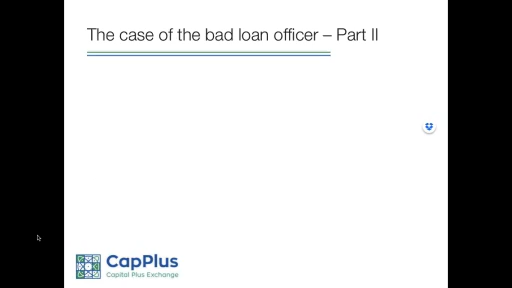 The case of the bad loan officer – Part II
CapPlus
Capital Plus Exchange